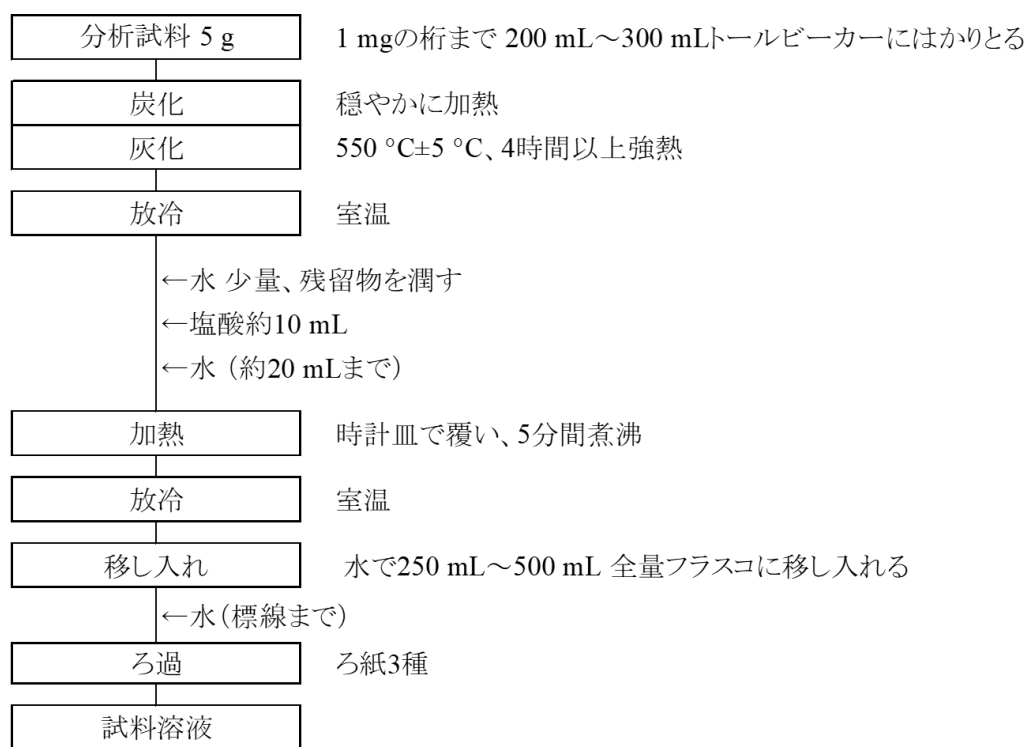 分析試料 5 g 1 mgの桁まで 200 mL～300 mLトールビーカーにはかりとる
炭化 穏やかに加熱
灰化 550 °C±5 °C、4時間以上強熱
放冷 室温
←水 少量、残留物を潤す
←塩酸約10 mL
←水（約20 mLまで）
加熱 時計皿で覆い、5分間煮沸
放冷 室温
移し入れ 水で250 mL～500 mL 全量フラスコに移し入れる
←水（標線まで）
ろ過 ろ紙3種
試料溶液